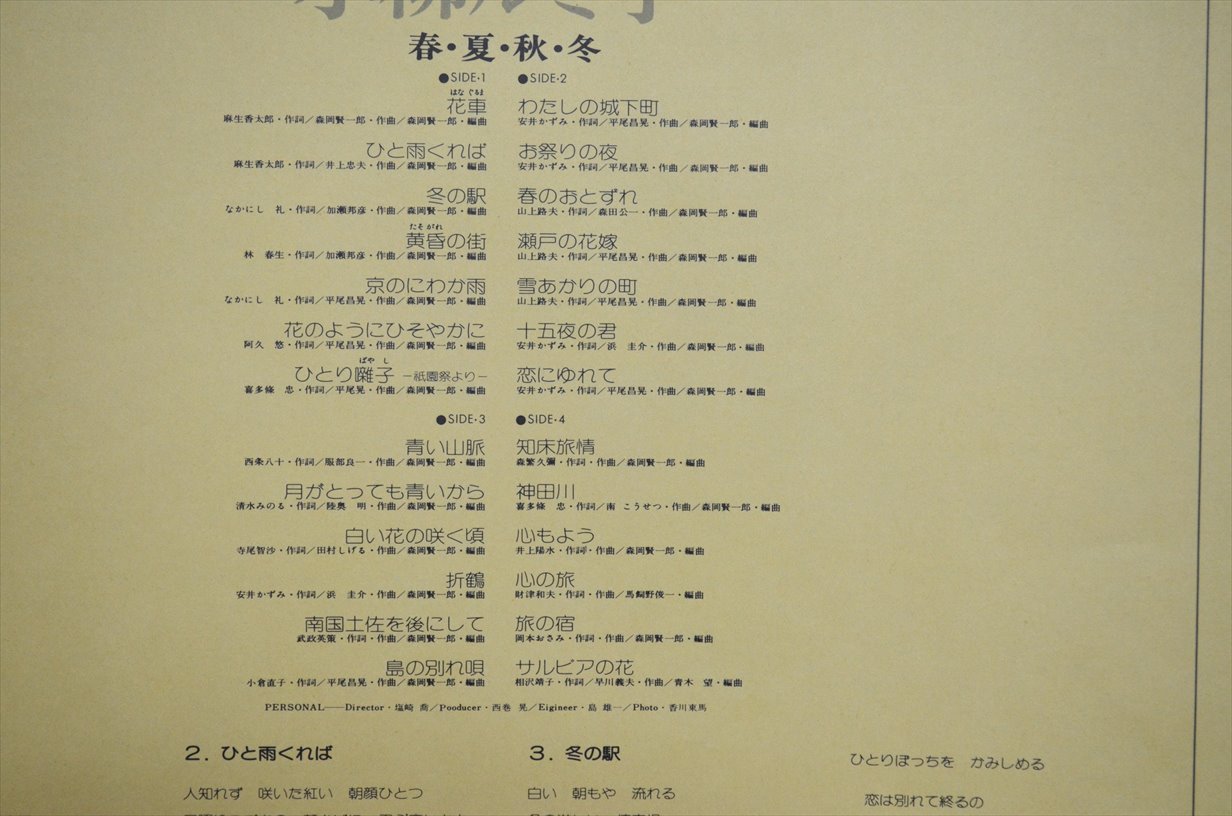 春・夏・秋・冬
●SIDE・1
はな ぐるま
花車
麻生香太郎・作詞／森岡賢一郎・作曲／森岡賢一郎・編曲
ひと雨くれば
麻生香太郎・作詞／井上忠夫・作曲／森岡賢一郎・編曲
冬の駅
なかにし　礼・作詞／加瀬邦彦・作曲／森岡賢一郎・編曲
たそがれ
黄昏の街
林　春生・作詞／加瀬邦彦・作曲／森岡賢一郎・編曲
京のにわか雨
なかにし　礼・作詞／平尾昌晃・作曲／森岡賢一郎・編曲
花のようにひそやかに
阿久　悠・作詞／平尾昌晃・作曲／森岡賢一郎・編曲
ばや し
ひとり囃子 −祇園祭より−
喜多條　忠・作詞／平尾晃・作曲／森岡賢一郎・編曲
●SIDE・2
わたしの城下町
安井かずみ・作詞／平尾昌晃・作曲／森岡賢一郎・編曲
お祭りの夜
安井かずみ・作詞／平尾昌晃・作曲／森岡賢一郎・編曲
春のおとずれ
山上路夫・作詞／森田公一・作曲／森岡賢一郎・編曲
瀬戸の花嫁
山上路夫・作詞／平尾昌晃・作曲／森岡賢一郎・編曲
雪あかりの町
山上路夫・作詞／平尾昌晃・作曲／森岡賢一郎・編曲
十五夜の君
安井かずみ・作詞／浜　圭介・作曲／森岡賢一郎・編曲
恋にゆれて
安井かずみ・作詞／平尾昌晃・作曲／森岡賢一郎・編曲
●SIDE・3
青い山脈
西条八十・作詞／服部良一・作曲／森岡賢一郎・編曲
月がとっても青いから
清水みのる・作詞／陸奥　明・作曲／森岡賢一郎・編曲
白い花の咲く頃
寺尾智沙・作詞／田村しげる・作曲／森岡賢一郎・編曲
折鶴
安井かずみ・作詞／浜　圭介・作曲／森岡賢一郎・編曲
南国土佐を後にして
武政英策・作詞・作曲／森岡賢一郎・編曲
島の別れ唄
小倉直子・作詞／平尾昌晃・作曲／森岡賢一郎・編曲
●SIDE・4
知床旅情
森繁久彌・作詞・作曲／森岡賢一郎・編曲
神田川
喜多條　忠・作詞／南　こうせつ・作曲／森岡賢一郎・編曲
心もよう
井上陽水・作詞・作曲／森岡賢一郎・編曲
心の旅
財津和夫・作詞・作曲／馬飼野俊一・編曲
旅の宿
岡本おさみ・作詞・作曲／森岡賢一郎・編曲
サルビアの花
相沢靖子・作詞／早川義夫・作曲／青木　望・編曲
PERSONAL──Director・塩崎 喬／Pooducer・西巻 晃／Eigineer・島 雄一／Photo・香川東馬
2．ひと雨くれば
人知れず　咲いた紅い　朝顔ひとつ
3．冬の駅
白い　朝もや　流れる
ひとりぼっちを　かみしめる
恋は別れて終るの